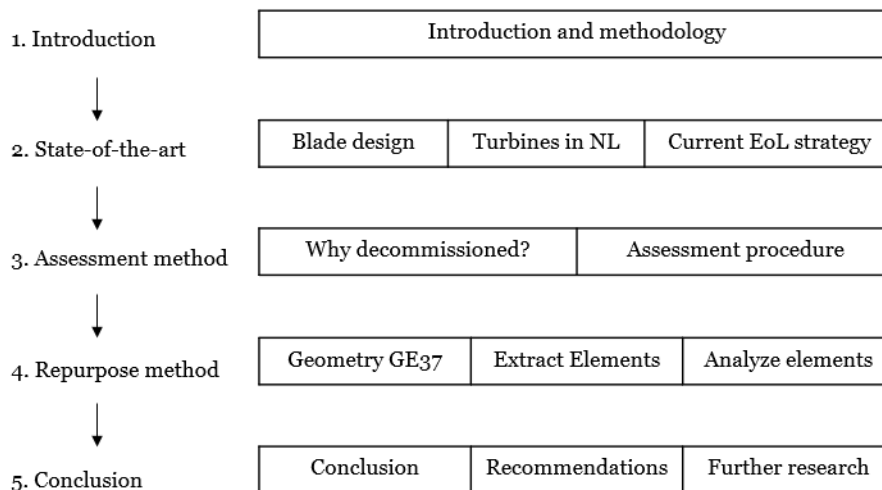 1. Introduction
Introduction and methodology
2. State-of-the-art
Blade design
Turbines in NL
Current EoL strategy
3. Assessment method
Why decommissioned?
Assessment procedure
4. Repurpose method
Geometry GE37
Extract Elements
Analyze elements
5. Conclusion
Conclusion
Recommendations
Further research